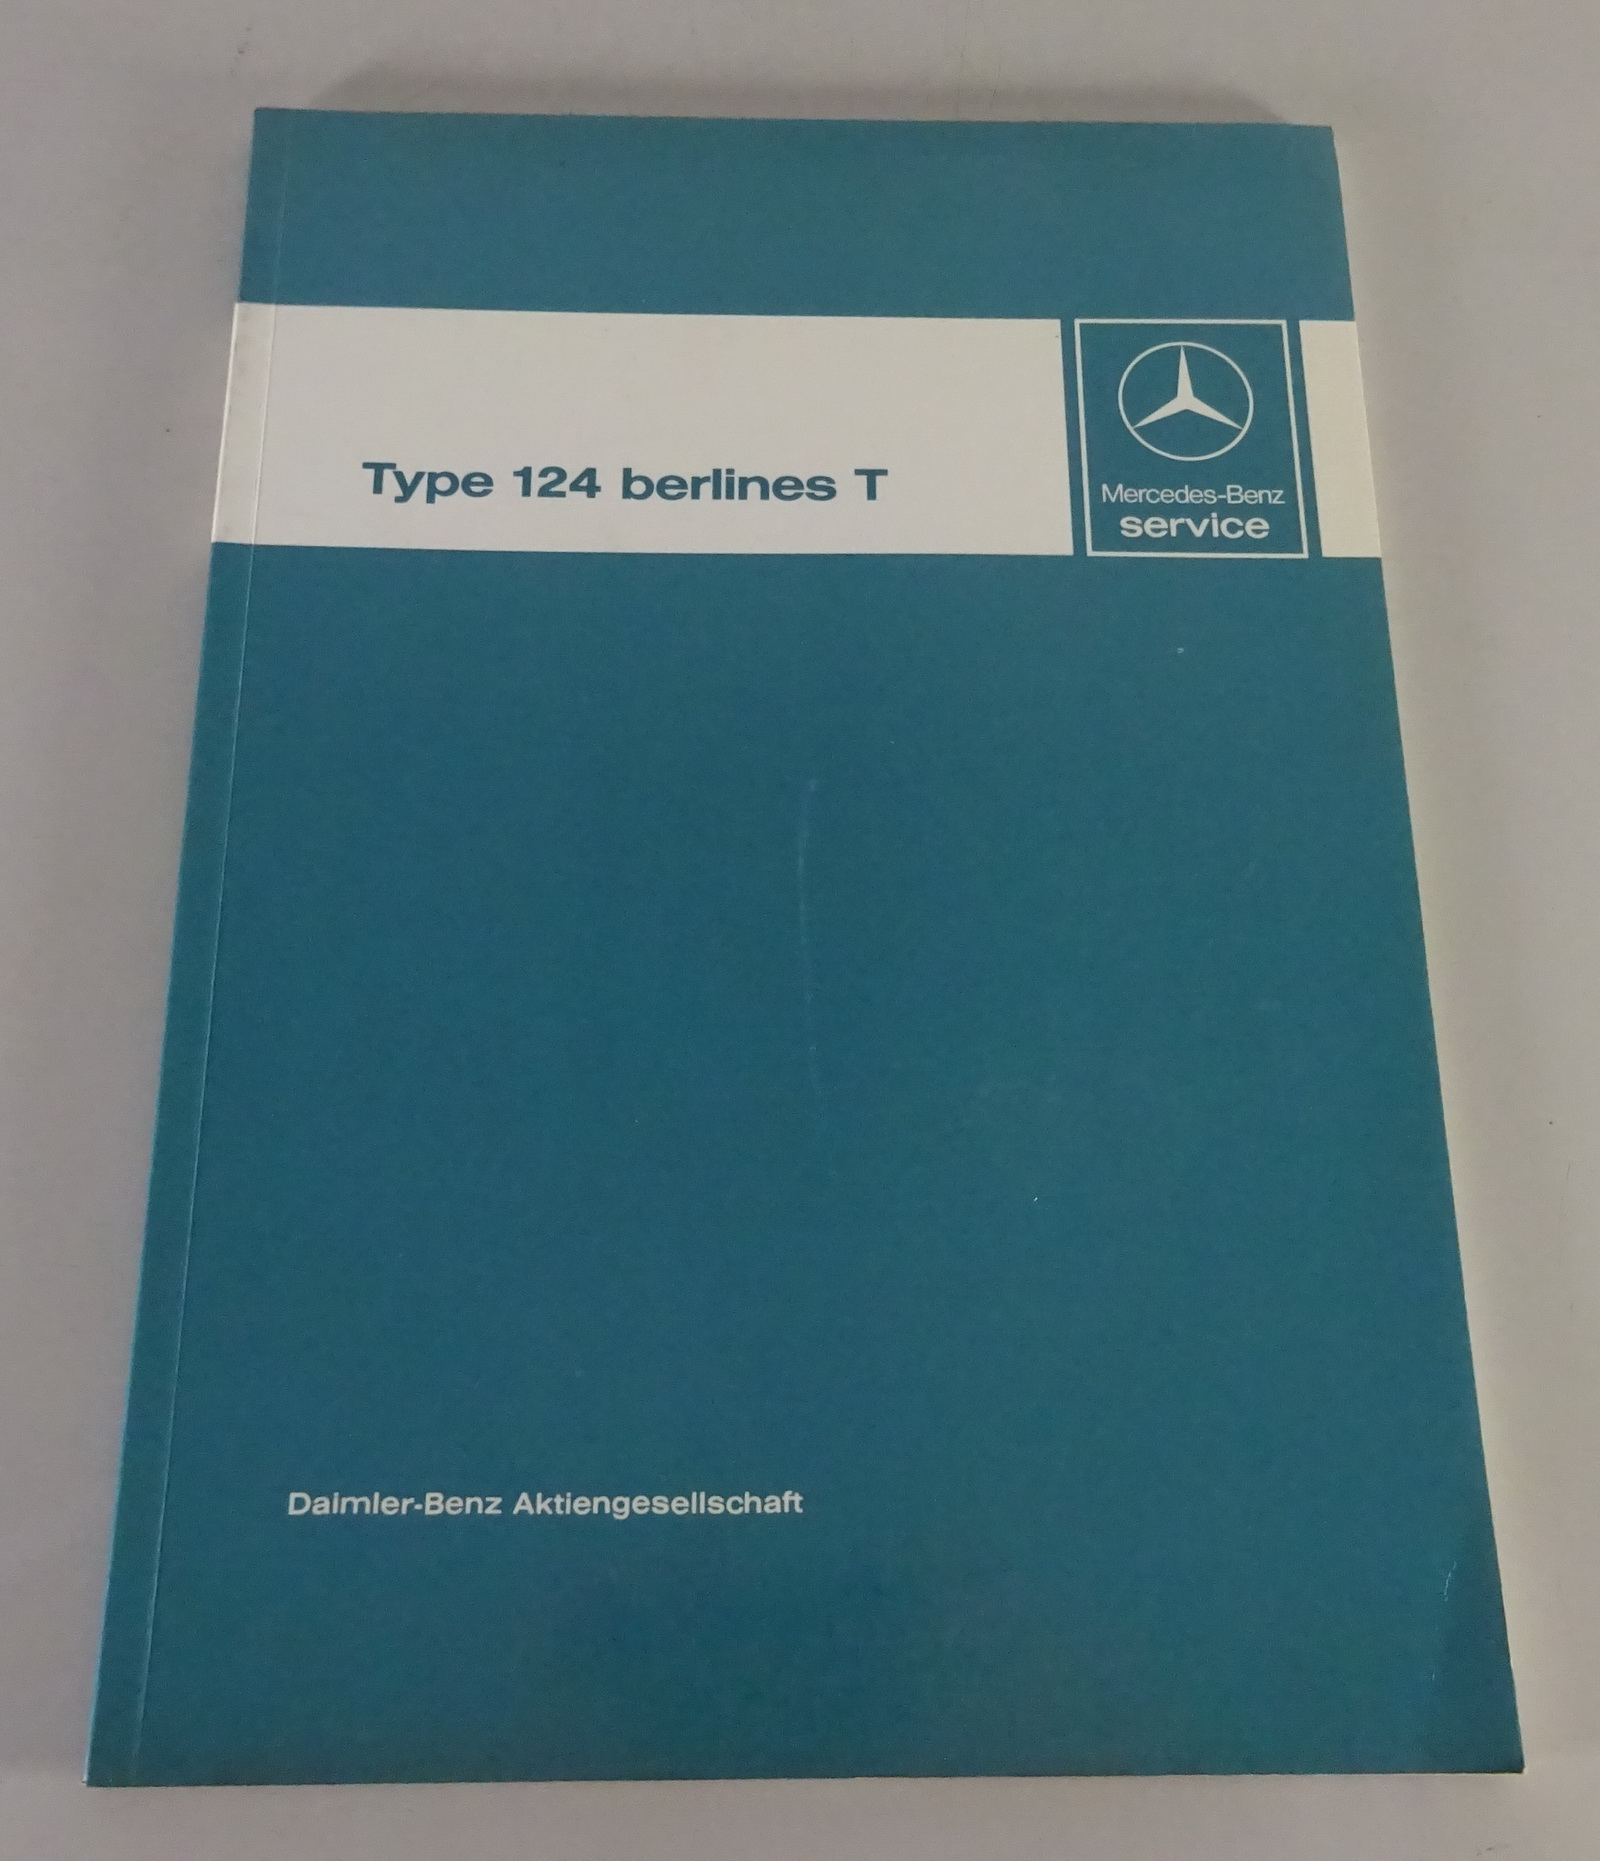 Type 124 berlines T
Mercedes-Benz
service
Daimler-Benz Aktiengesellschaft